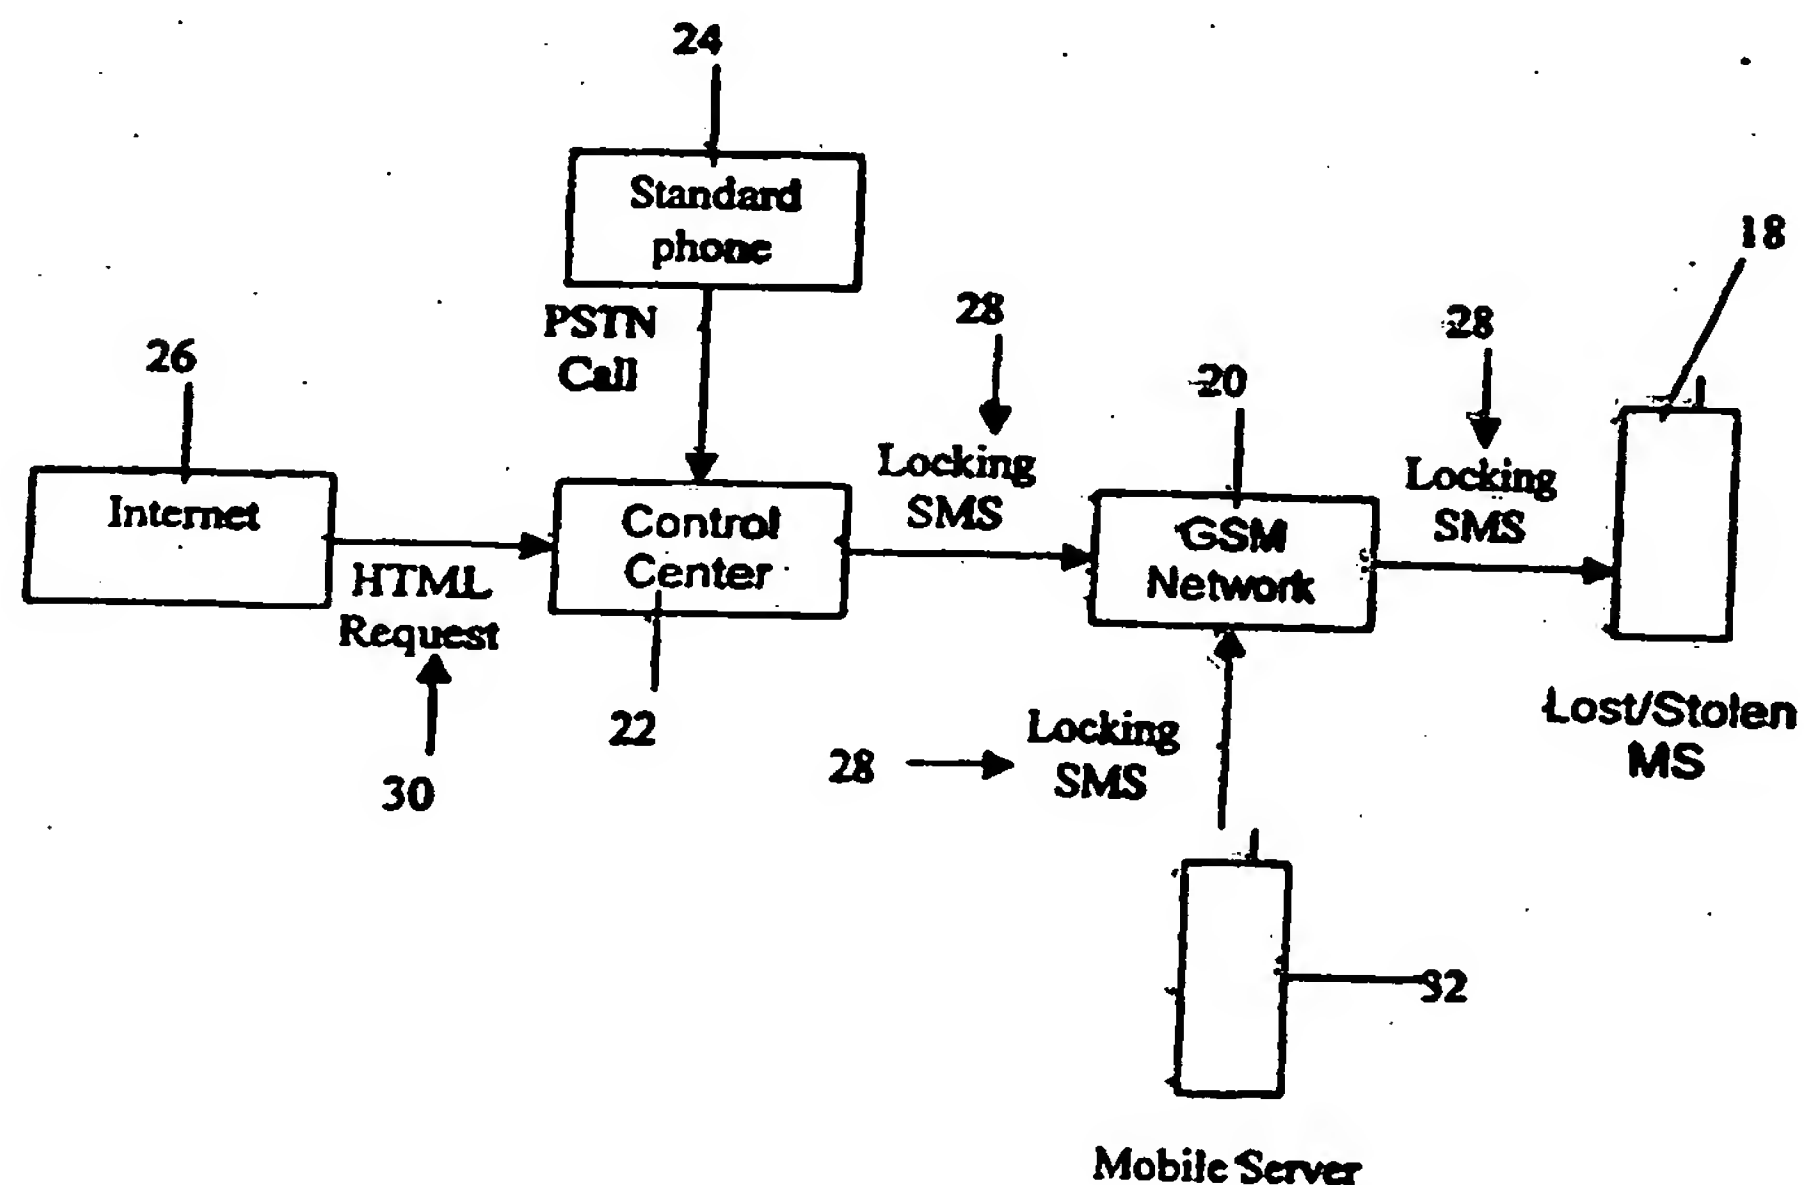 24
Standard
phone
PSTN
Call
26
Internet
HTML
Request
30
Control
Center
22
28
Locking
SMS
20
GSM
Network
28
Locking
SMS
18
Lost/Stolen
MS
28
Locking
SMS
32
Mobile Server